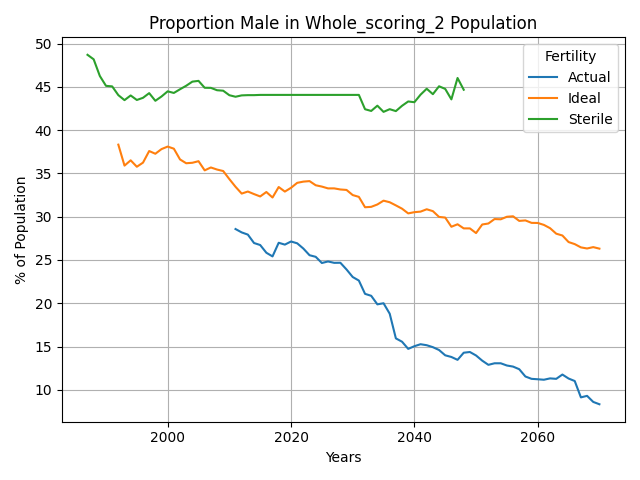 Proportion Male in Whole_scoring_2 Population
% of Population
50
45
40
35
30
25
20
15
10
Fertility
Actual
Ideal
Sterile
2000
2020
2040
2060
Years